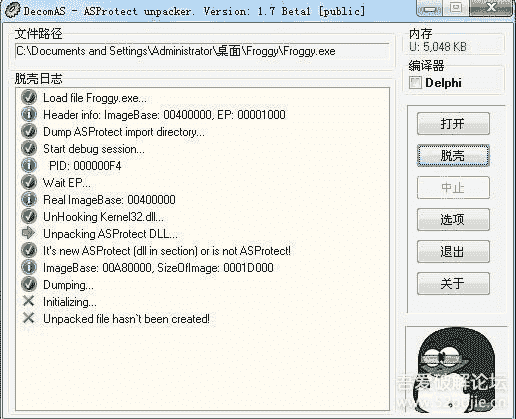 DecomAS - ASProtect unpacker. Version: 1.7 Beta1 [public]
文件路径
C:\Documents and Settings\Administrator\桌面\Froggy\Froggy.exe
内存
U: 5,048 KB
编译器
Delphi
脱壳日志
Load file Froggy.exe...
Header info: ImageBase: 00400000, EP: 00001000
Dump ASProtect import directory...
Start debug session...
PID: 000000F4
Wait EP...
Real ImageBase: 00400000
UnHooking Kernel32.dll...
Unpacking ASProtect DLL...
It's new ASProtect (dll in section) or is not ASProtect!
ImageBase: 00A80000, SizeOfImage: 0001D000
Dumping...
Initializing...
Unpacked file hasn`t been created!
打开
脱壳
中止
选项
退出
关于
吾爱破解论坛
www.52pojie.cn